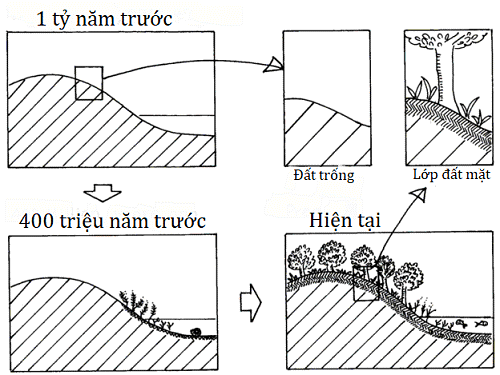 1 tỷ năm trước
Đất trống
Lớp đất mặt
400 triệu năm trước
Hiện tại